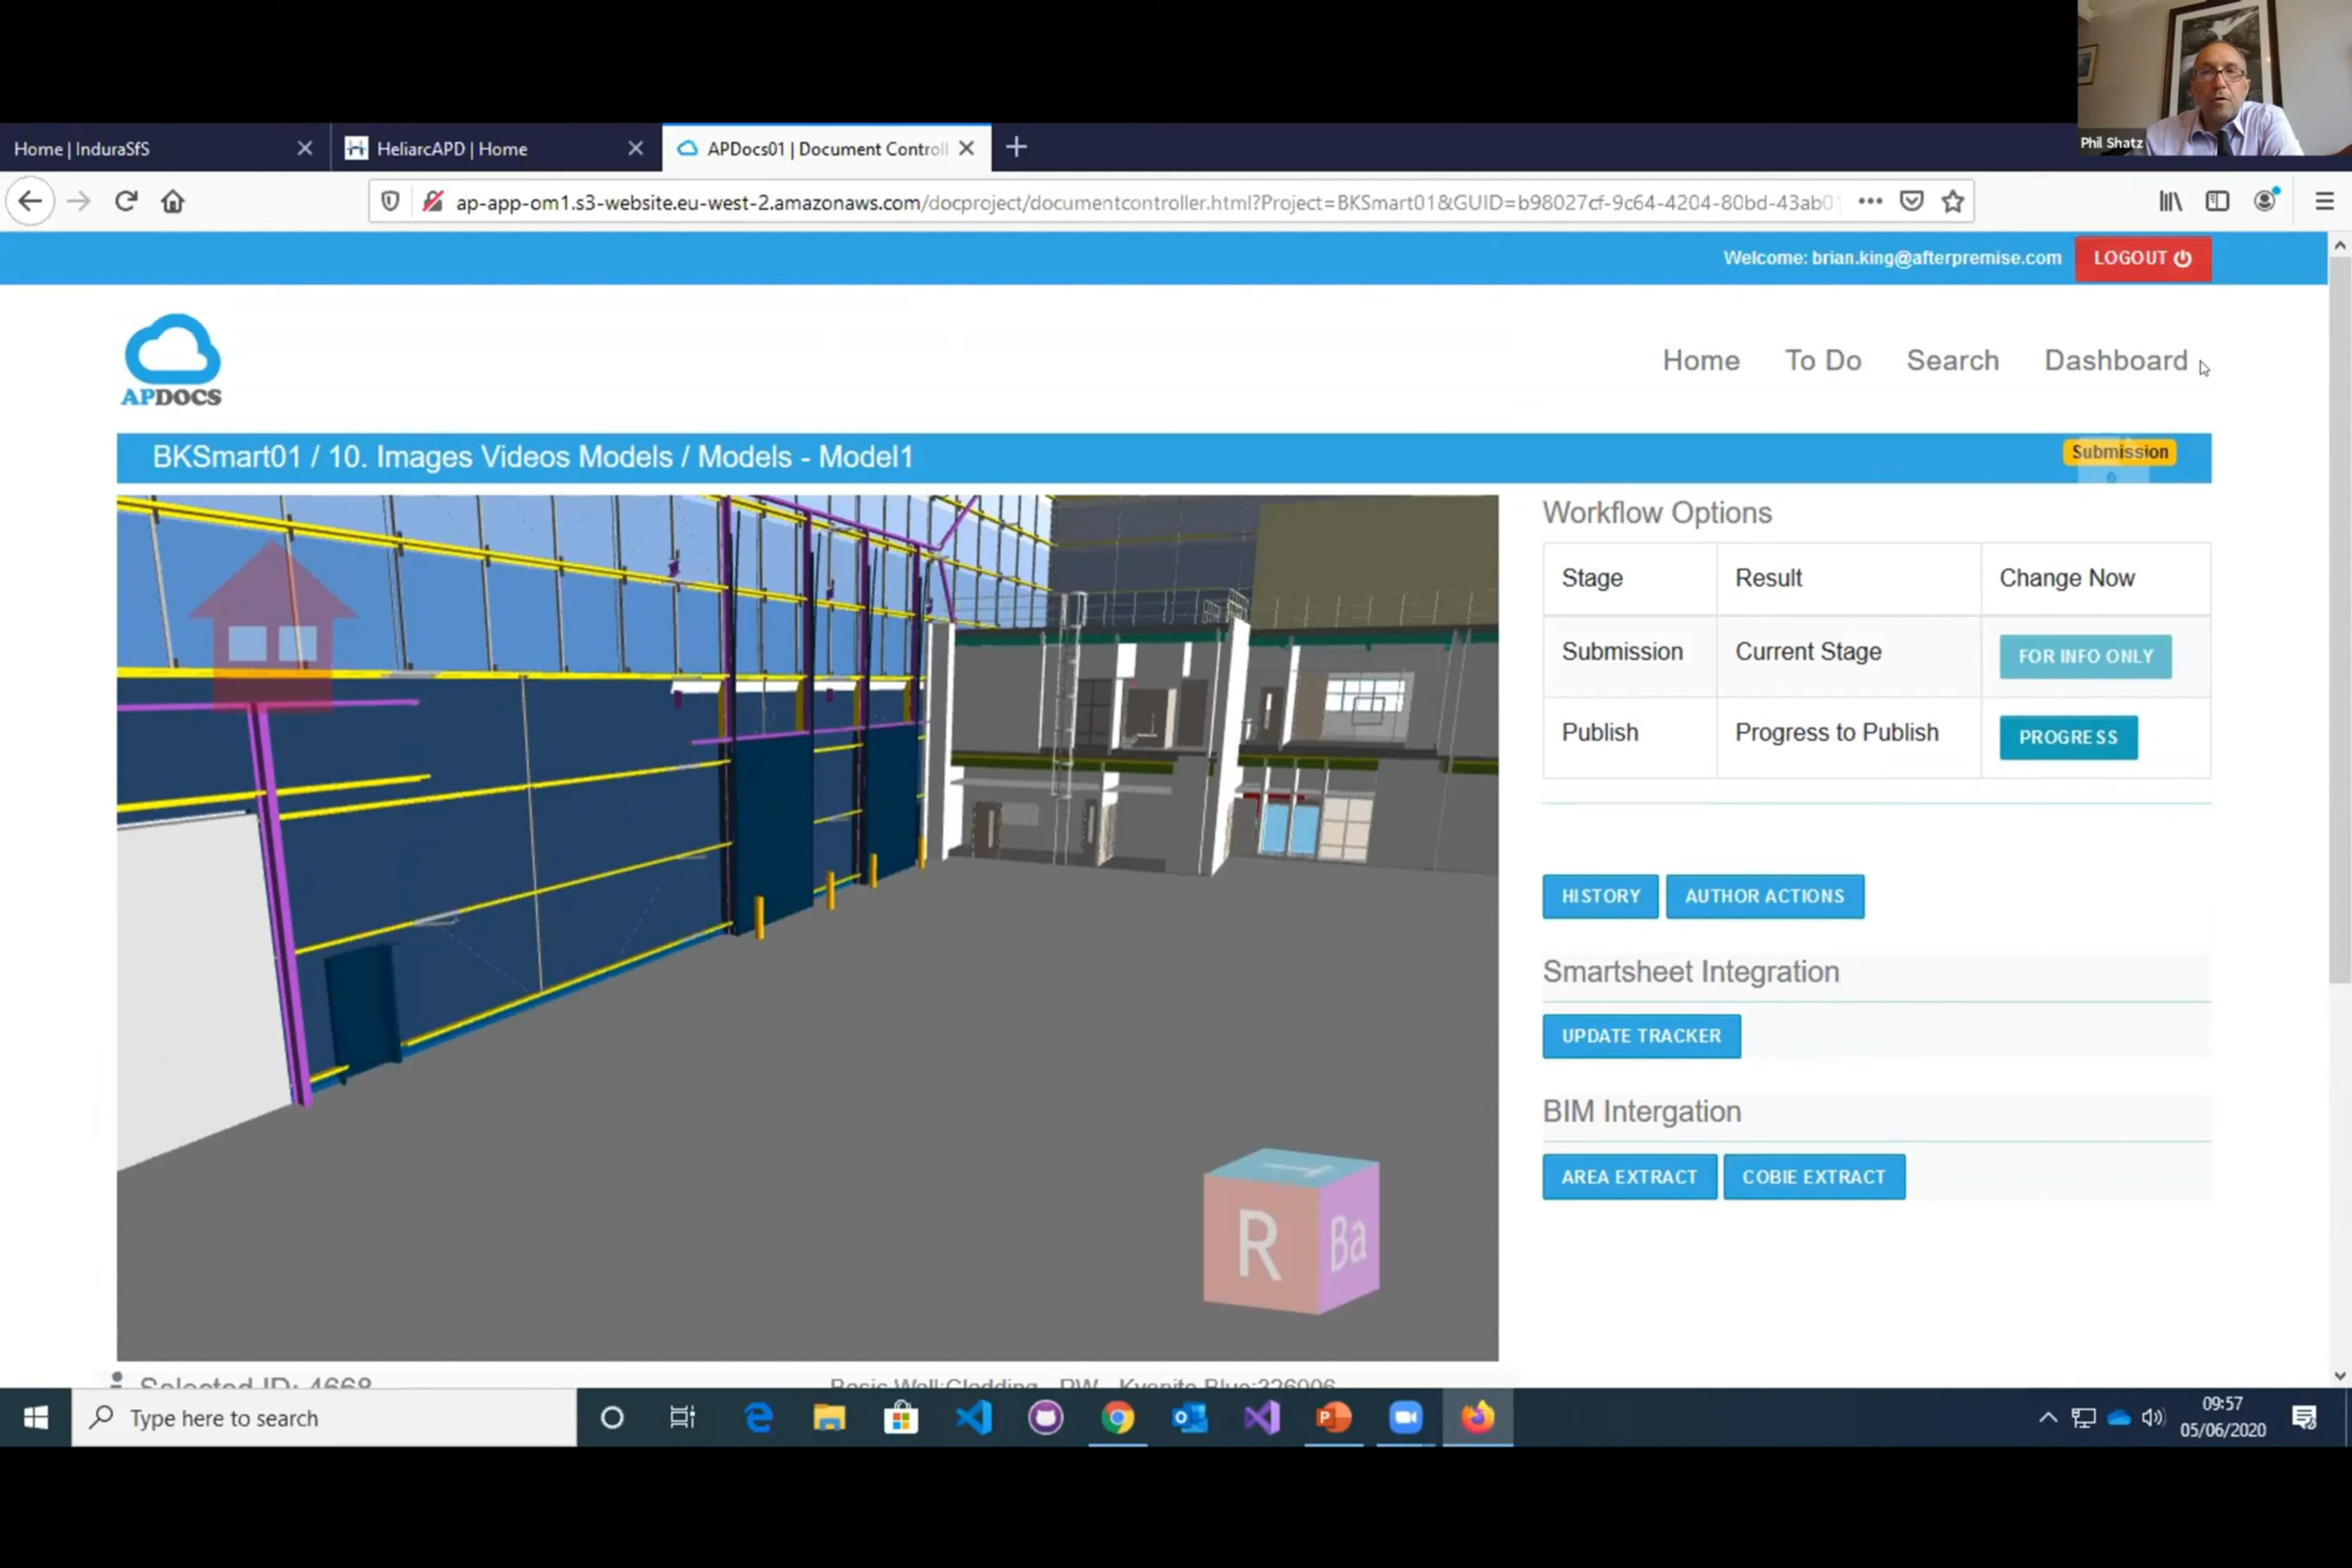 Phil Shatz
Home | InduraSfS
HeliarcAPD | Home
APDocs01 | Document Controll
ap-app-om1.s3-website.eu-west-2.amazonaws.com/docproject/documentcontroller.html?Project=BKSmart01&GUID=b98027cf-9c64-4204-80bd-43ab0
Welcome: brian.king@afterpremise.com
LOGOUT
APDOCS
Home To Do Search Dashboard
BKSmart01 / 10. Images Videos Models / Models - Model1
Submission
Workflow Options
Stage Result Change Now
Submission Current Stage FOR INFO ONLY
Publish Progress to Publish PROGRESS
HISTORY AUTHOR ACTIONS
Smartsheet Integration
UPDATE TRACKER
BIM Intergation
AREA EXTRACT COBIE EXTRACT
R Ba
Selected ID: 4668
Type here to search
09:57
05/06/2020